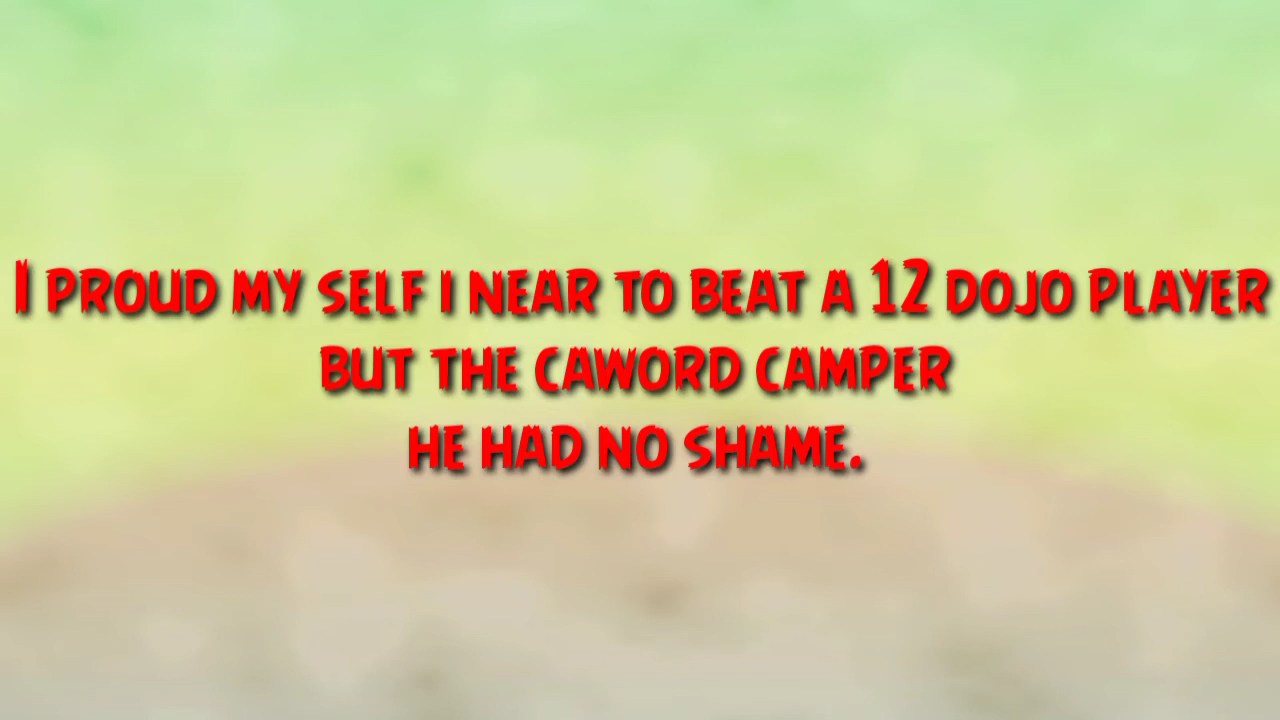 I PROUD MY SELF I NEAR TO BEAT A 12 DOJO PLAYER
BUT THE CAWORD CAMPER
HE HAD NO SHAME.